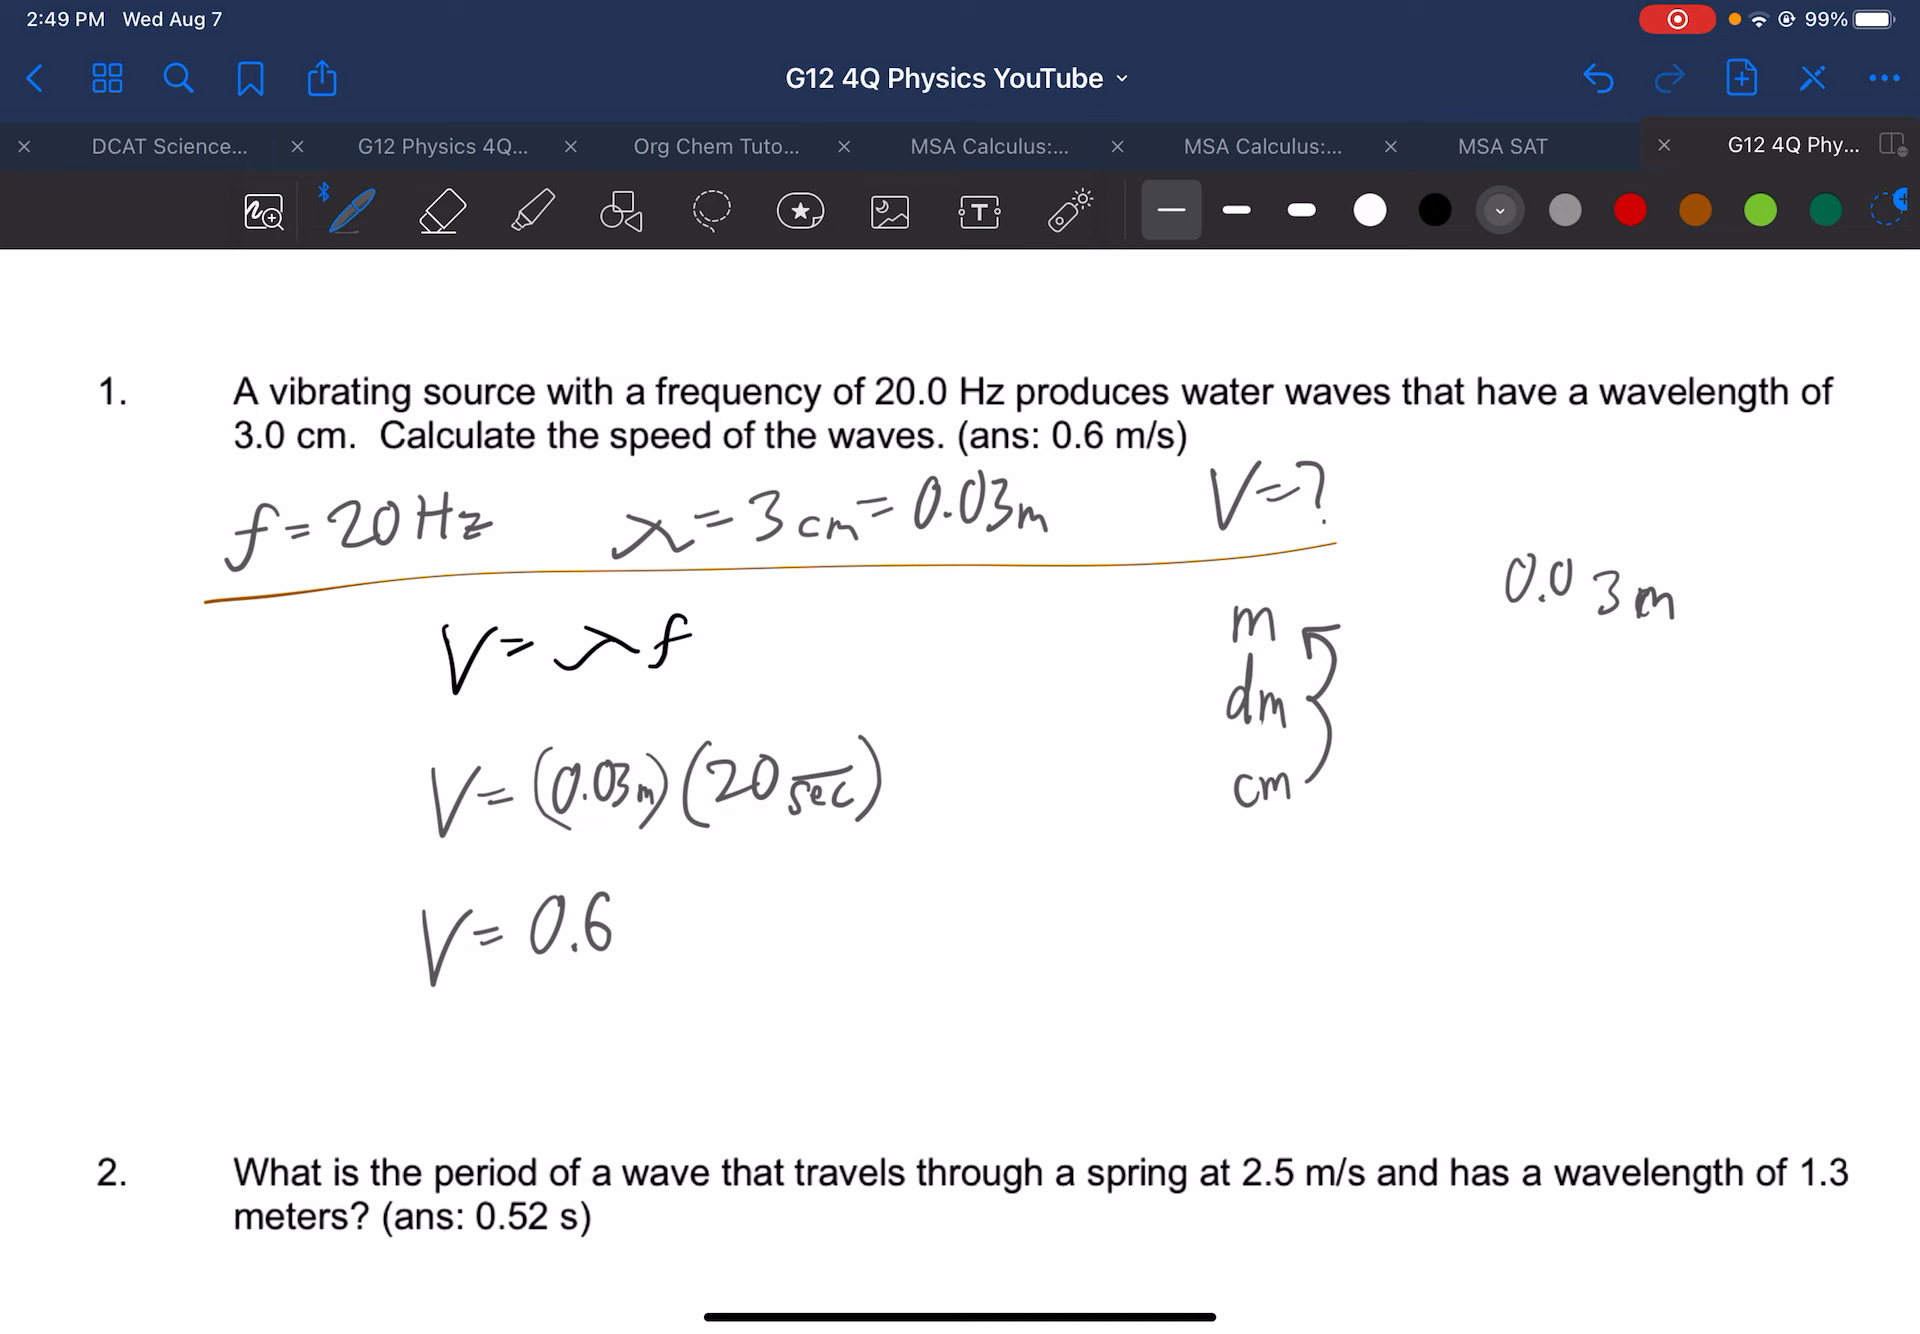 2:49 PM Wed Aug 7 99%
G12 4Q Physics YouTube
DCAT Science... G12 Physics 4Q... Org Chem Tuto... MSA Calculus:... MSA Calculus:... MSA SAT G12 4Q Phy...
T
1. A vibrating source with a frequency of 20.0 Hz produces water waves that have a wavelength of
3.0 cm. Calculate the speed of the waves. (ans: 0.6 m/s)
f = 20 Hz λ = 3 cm = 0.03m V = ?
0.03m
V = λf
m
dm
V = (0.03m)(20 sec)
cm
V = 0.6
2. What is the period of a wave that travels through a spring at 2.5 m/s and has a wavelength of 1.3
meters? (ans: 0.52 s)